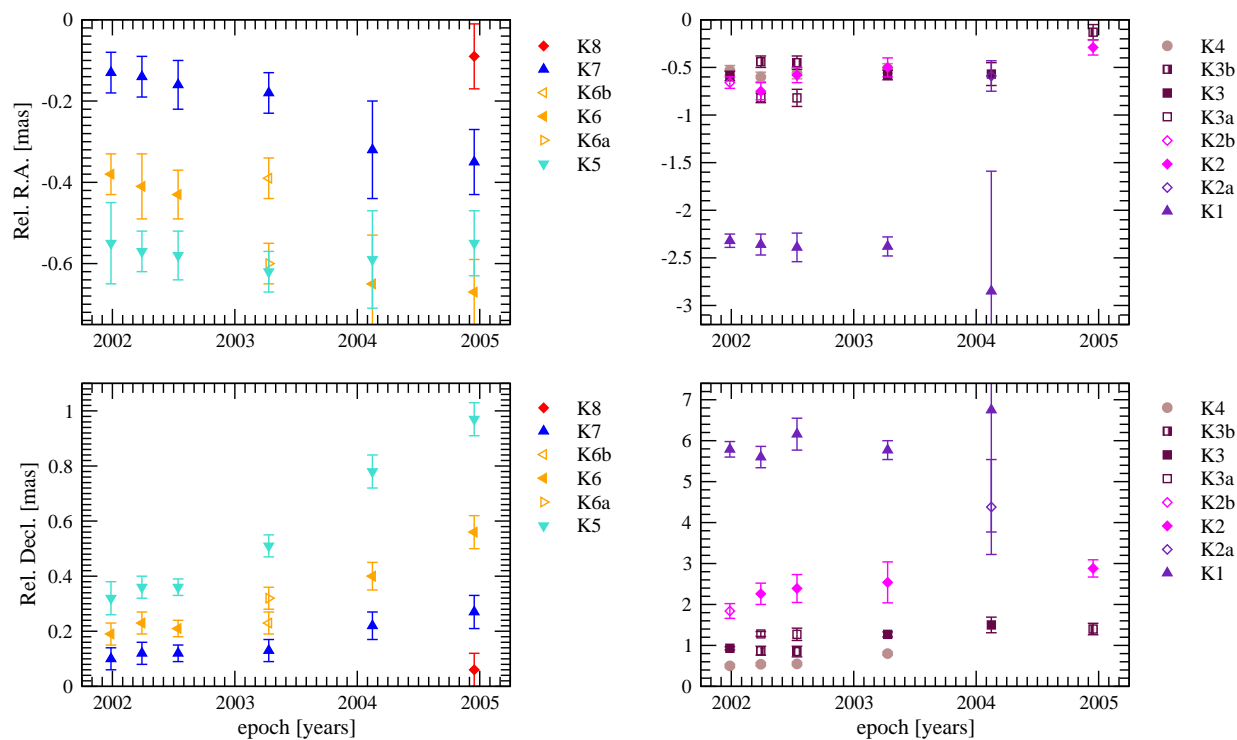 0
-0.2
-0.4
-0.6
Rel. R.A. [mas]
2002 2003 2004 2005
K8
K7
K6b
K6
K6a
K5
0
-0.5
-1
-1.5
-2
-2.5
-3
2002 2003 2004 2005
K4
K3b
K3
K3a
K2b
K2
K2a
K1
1
0.8
0.6
0.4
0.2
0
Rel. Decl. [mas]
2002 2003 2004 2005
epoch [years]
K8
K7
K6b
K6
K6a
K5
7
6
5
4
3
2
1
0
2002 2003 2004 2005
epoch [years]
K4
K3b
K3
K3a
K2b
K2
K2a
K1